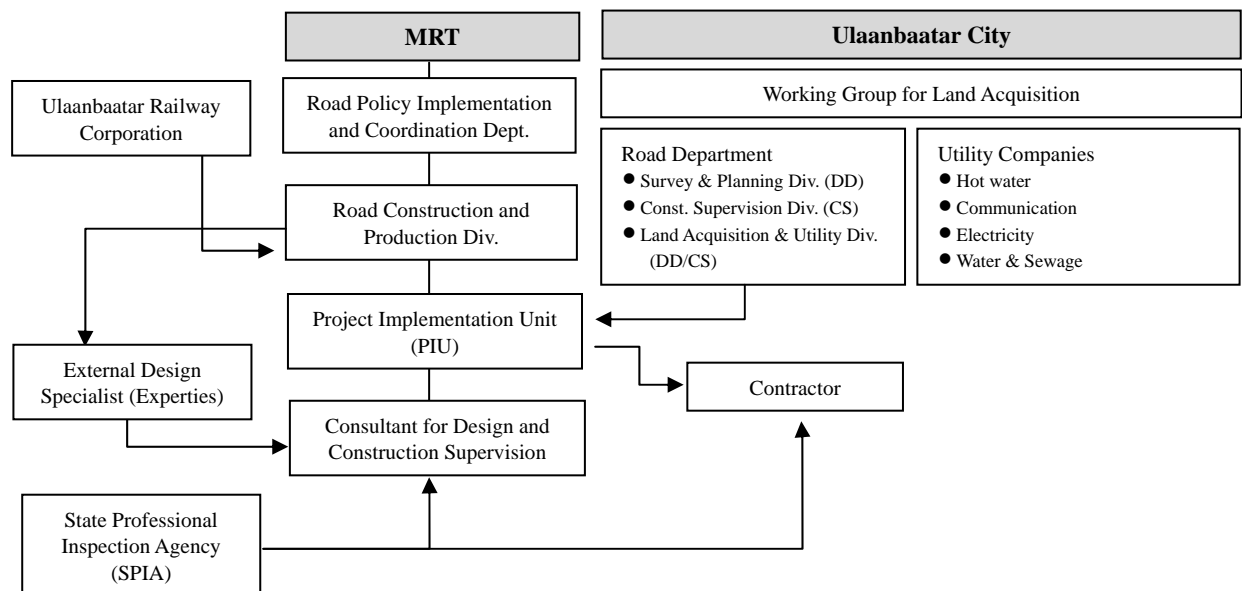 MRT
Ulaanbaatar City
Ulaanbaatar Railway
Corporation
Road Policy Implementation
and Coordination Dept.
Working Group for Land Acquisition
Road Department
● Survey & Planning Div. (DD)
● Const. Supervision Div. (CS)
● Land Acquisition & Utility Div.
(DD/CS)
Utility Companies
● Hot water
● Communication
● Electricity
● Water & Sewage
Road Construction and
Production Div.
Project Implementation Unit
(PIU)
External Design
Specialist (Experties)
Contractor
Consultant for Design and
Construction Supervision
State Professional
Inspection Agency
(SPIA)